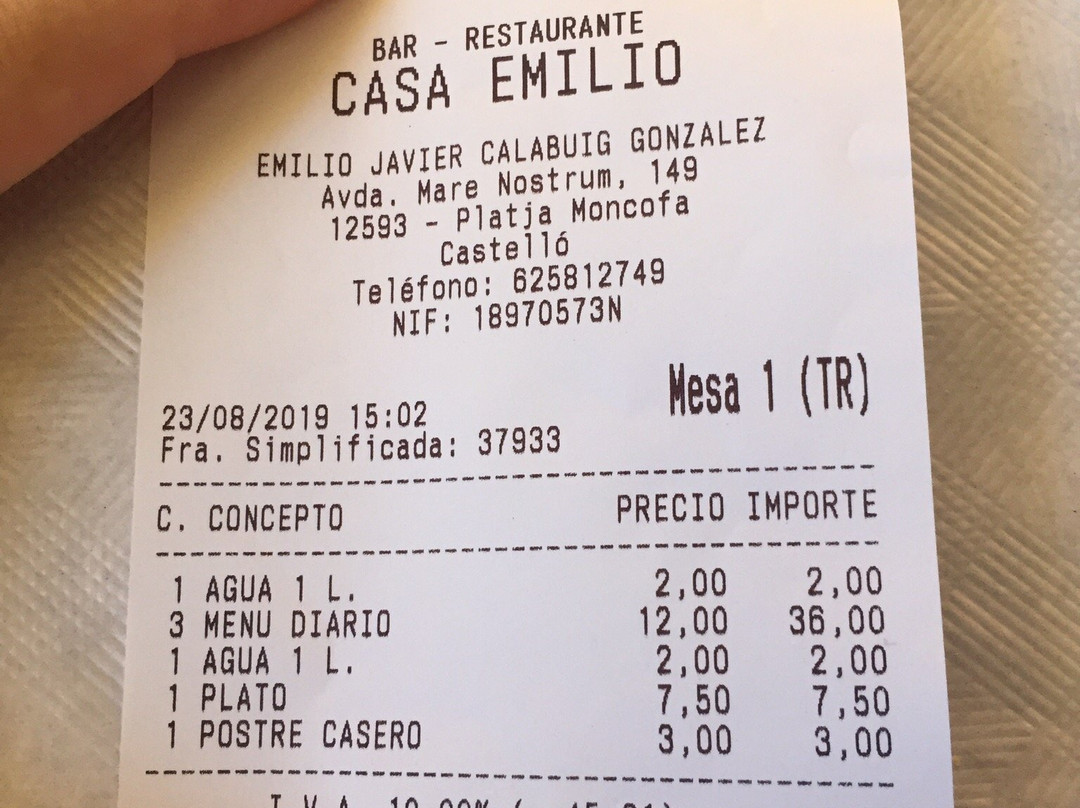 BAR - RESTAURANTE
CASA EMILIO
EMILIO JAVIER CALABUIG GONZALEZ
Avda. Mare Nostrum, 149
12593 - Platja Moncofa
Castelló
Teléfono: 625812749
NIF: 18970573N
Mesa 1 (TR)
23/08/2019 15:02
Fra. Simplificada: 37933
C. CONCEPTO PRECIO IMPORTE
1 AGUA 1 L. 2,00 2,00
3 MENU DIARIO 12,00 36,00
1 AGUA 1 L. 2,00 2,00
1 PLATO 7,50 7,50
1 POSTRE CASERO 3,00 3,00